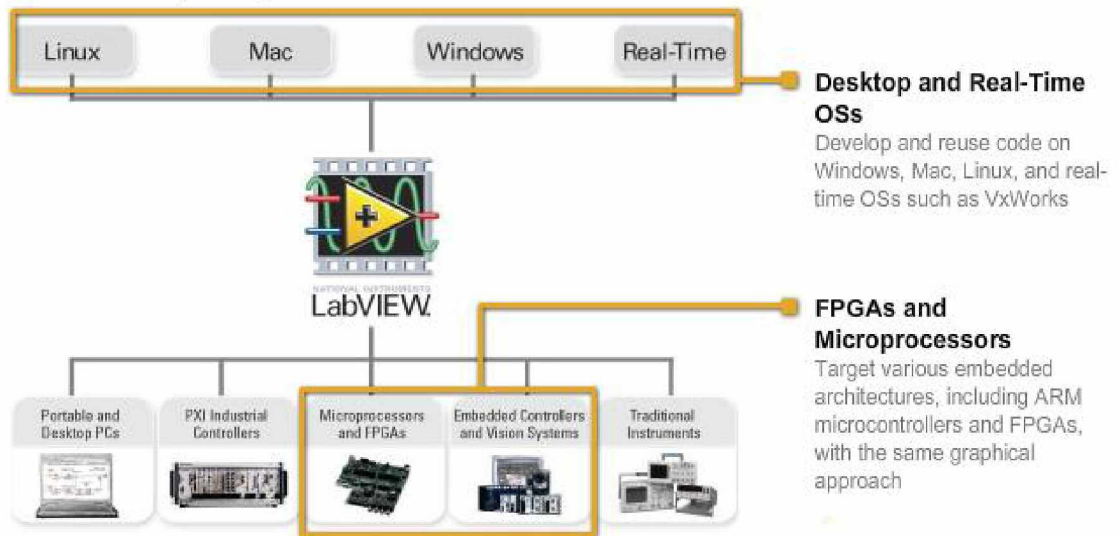 Linux
Mac
Windows
Real-Time
Desktop and Real-Time
OSs
Develop and reuse code on
Windows, Mac, Linux, and real-
time OSs such as VxWorks
NATIONAL INSTRUMENTS
LabVIEW.
FPGAs and
Microprocessors
Target various embedded
architectures, including ARM
microcontrollers and FPGAs,
with the same graphical
approach
Portable and
Desktop PCs
PXI Industrial
Controllers
Microprocessors
and FPGAs
Embedded Controllers
and Vision Systems
Traditional
Instruments